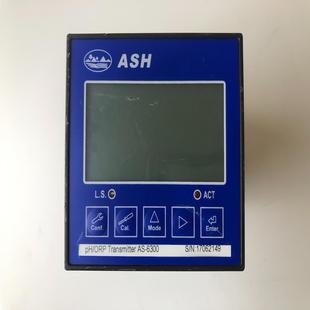 ASH
L.S. ACT
Conf. Cal. Mode Enter
pH/ORP Transmitter AS-6300 S/N:17062149